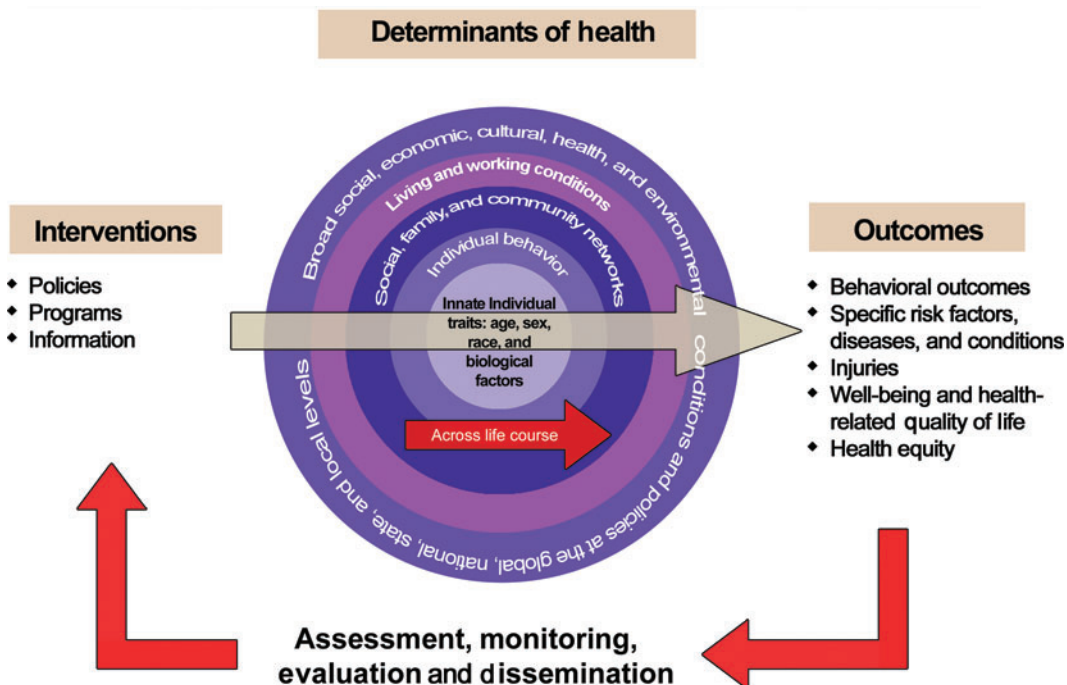 Determinants of health
Interventions
◆ Policies
◆ Programs
◆ Information
Broad social, economic, cultural, health, and environmental conditions and policies at the global, national, state, and local levels
Living and working conditions
Social, family, and community networks
Individual behavior
Innate Individual
traits: age, sex,
race, and
biological
factors
Across life course
Outcomes
◆ Behavioral outcomes
◆ Specific risk factors,
diseases, and conditions
◆ Injuries
◆ Well-being and health-
related quality of life
◆ Health equity
Assessment, monitoring,
evaluation and dissemination